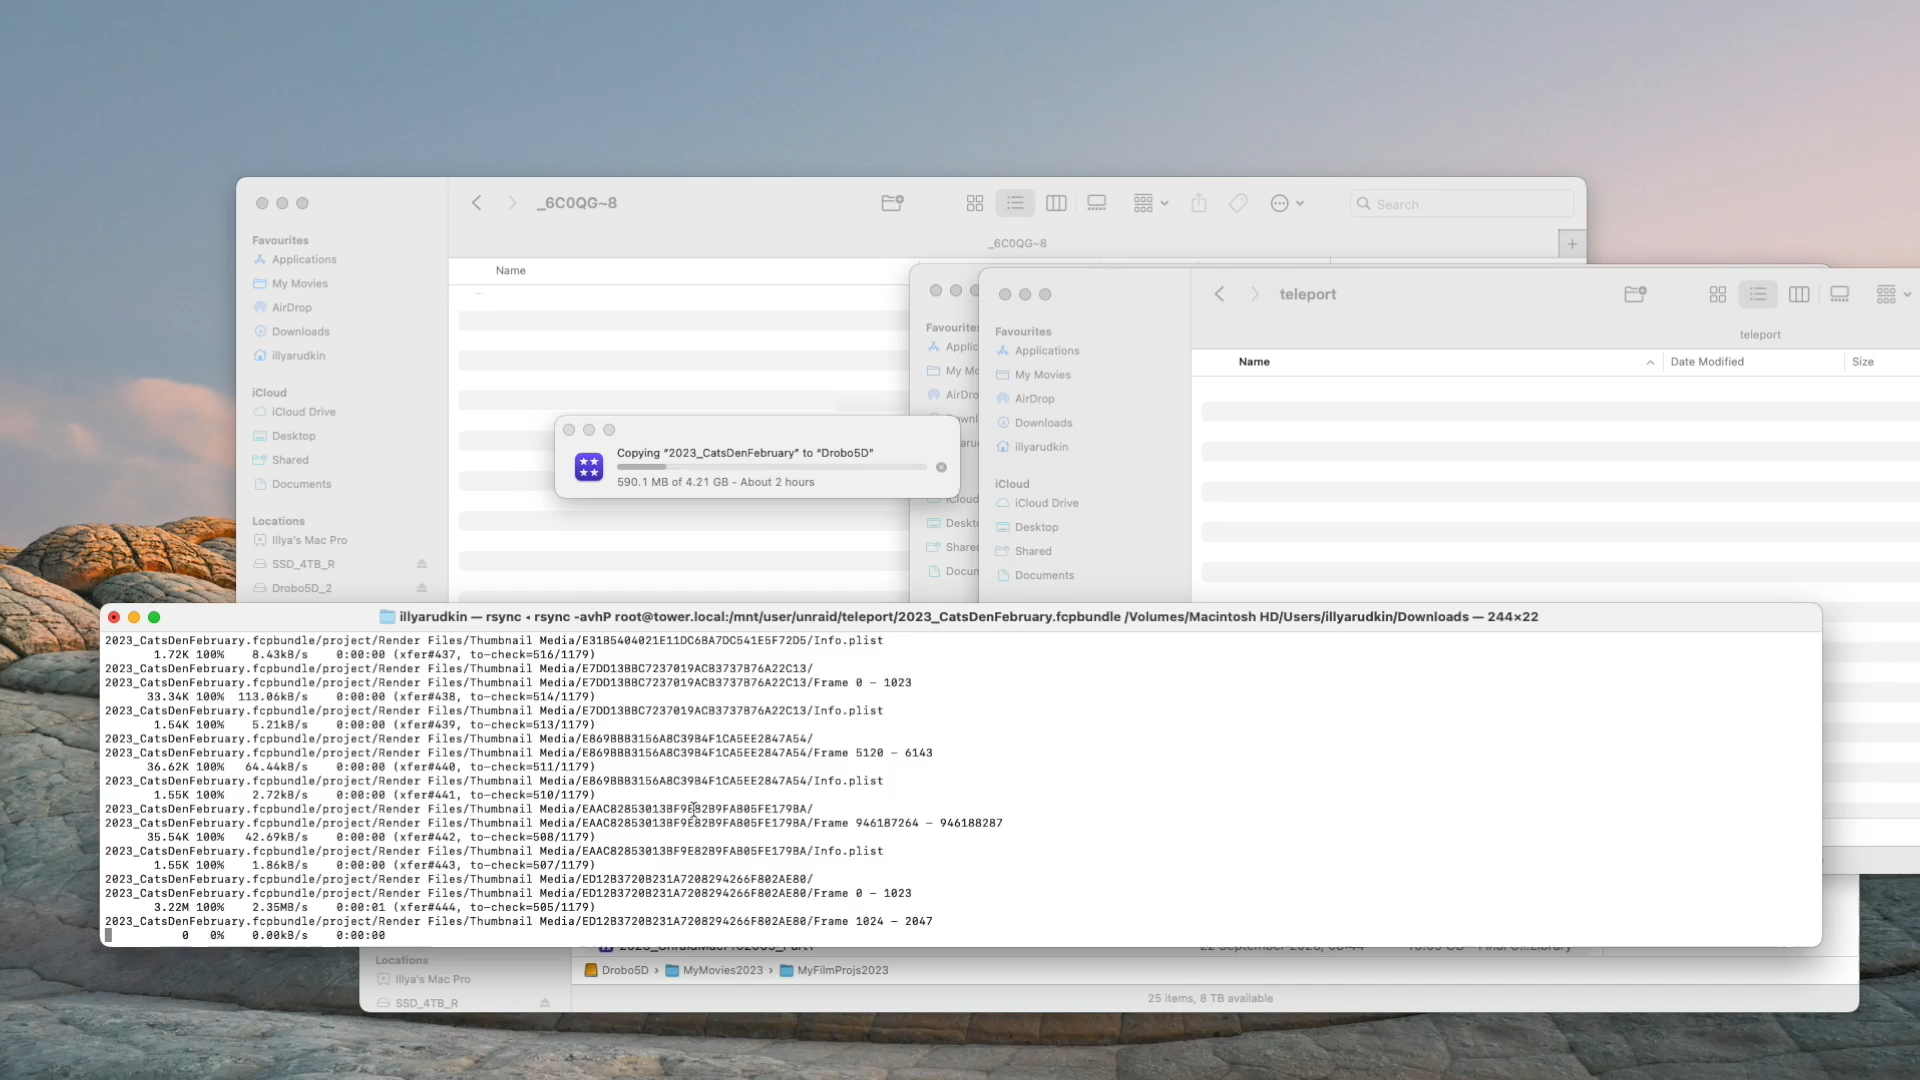 _6C0QG~8
Search
_6C0QG~8
Name
Favourites
Applications
My Movies
AirDrop
Downloads
illyarudkin
iCloud
iCloud Drive
Desktop
Shared
Documents
Locations
Illya's Mac Pro
SSD_4TB_R
Drobo5D_2
Favourites
Applic
My Mo
AirDro
iCloud
Deskto
Shared
Docum
teleport
teleport
Name
Date Modified
Size
Favourites
Applications
My Movies
AirDrop
Downloads
illyarudkin
iCloud
iCloud Drive
Desktop
Shared
Documents
Copying “2023_CatsDenFebruary” to “Drobo5D”
590.1 MB of 4.21 GB - About 2 hours
illyarudkin — rsync ◂ rsync -avhP root@tower.local:/mnt/user/unraid/teleport/2023_CatsDenFebruary.fcpbundle /Volumes/Macintosh HD/Users/illyarudkin/Downloads — 244×22
2023_CatsDenFebruary.fcpbundle/project/Render Files/Thumbnail Media/E31B5404021E11DC6BA7DC541E5F72D5/Info.plist
1.72K 100% 8.43kB/s 0:00:00 (xfer#437, to-check=516/1179)
2023_CatsDenFebruary.fcpbundle/project/Render Files/Thumbnail Media/E7DD13BBC7237019ACB3737B76A22C13/
2023_CatsDenFebruary.fcpbundle/project/Render Files/Thumbnail Media/E7DD13BBC7237019ACB3737B76A22C13/Frame 0 - 1023
33.34K 100% 113.06kB/s 0:00:00 (xfer#438, to-check=514/1179)
2023_CatsDenFebruary.fcpbundle/project/Render Files/Thumbnail Media/E7DD13BBC7237019ACB3737B76A22C13/Info.plist
1.54K 100% 5.21kB/s 0:00:00 (xfer#439, to-check=513/1179)
2023_CatsDenFebruary.fcpbundle/project/Render Files/Thumbnail Media/E869BBB3156A8C39B4F1CA5EE2847A54/
2023_CatsDenFebruary.fcpbundle/project/Render Files/Thumbnail Media/E869BBB3156A8C39B4F1CA5EE2847A54/Frame 5120 - 6143
36.62K 100% 64.44kB/s 0:00:00 (xfer#440, to-check=511/1179)
2023_CatsDenFebruary.fcpbundle/project/Render Files/Thumbnail Media/E869BBB3156A8C39B4F1CA5EE2847A54/Info.plist
1.55K 100% 2.72kB/s 0:00:00 (xfer#441, to-check=510/1179)
2023_CatsDenFebruary.fcpbundle/project/Render Files/Thumbnail Media/EAAC82853013BF9E82B9FAB05FE179BA/
2023_CatsDenFebruary.fcpbundle/project/Render Files/Thumbnail Media/EAAC82853013BF9E82B9FAB05FE179BA/Frame 946187264 - 946188287
35.54K 100% 42.69kB/s 0:00:00 (xfer#442, to-check=508/1179)
2023_CatsDenFebruary.fcpbundle/project/Render Files/Thumbnail Media/EAAC82853013BF9E82B9FAB05FE179BA/Info.plist
1.55K 100% 1.86kB/s 0:00:00 (xfer#443, to-check=507/1179)
2023_CatsDenFebruary.fcpbundle/project/Render Files/Thumbnail Media/ED12B3720B231A7208294266F802AE80/
2023_CatsDenFebruary.fcpbundle/project/Render Files/Thumbnail Media/ED12B3720B231A7208294266F802AE80/Frame 0 - 1023
3.22M 100% 2.35MB/s 0:00:01 (xfer#444, to-check=505/1179)
2023_CatsDenFebruary.fcpbundle/project/Render Files/Thumbnail Media/ED12B3720B231A7208294266F802AE80/Frame 1024 - 2047
0 0% 0.00kB/s 0:00:00
Locations
Illya's Mac Pro
SSD_4TB_R
Drobo5D › MyMovies2023 › MyFilmProjs2023
25 items, 8 TB available